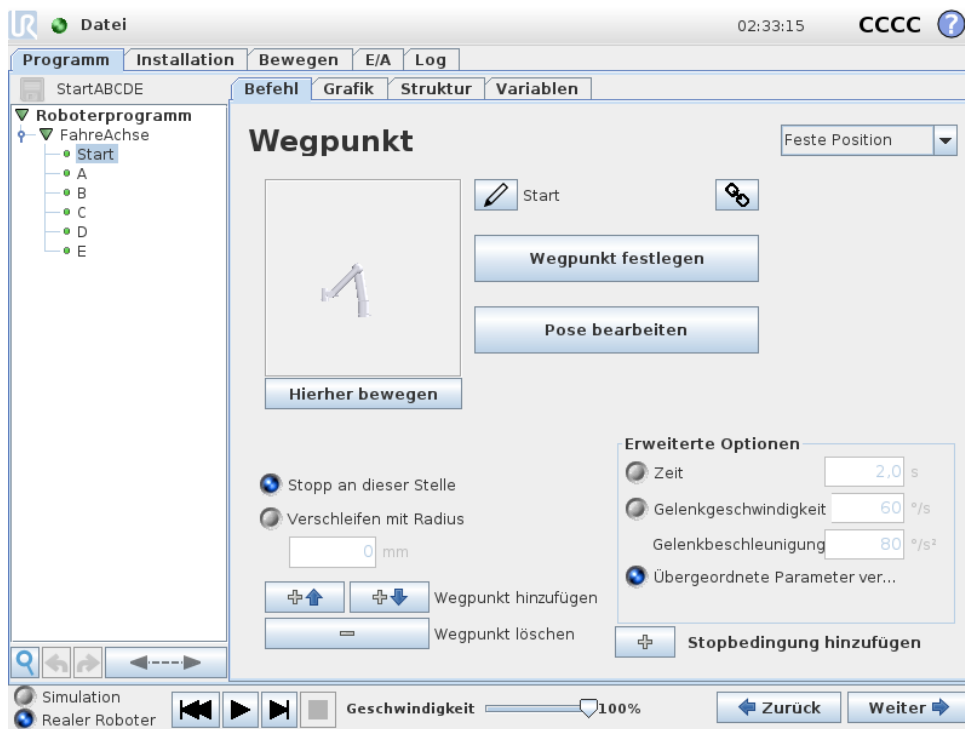 UR Datei 02:33:15 CCCC ?
Programm Installation Bewegen E/A Log
StartABCDE
Befehl Grafik Struktur Variablen
Roboterprogramm
FahreAchse
Start
A
B
C
D
E
Wegpunkt
Feste Position
Start
Wegpunkt festlegen
Pose bearbeiten
Hierher bewegen
Stopp an dieser Stelle
Verschleifen mit Radius
0 mm
Wegpunkt hinzufügen
Wegpunkt löschen
Erweiterte Optionen
Zeit 2,0 s
Gelenkgeschwindigkeit 60 °/s
Gelenkbeschleunigung 80 °/s²
Übergeordnete Parameter ver...
Stopbedingung hinzufügen
Simulation
Realer Roboter
Geschwindigkeit 100%
Zurück
Weiter